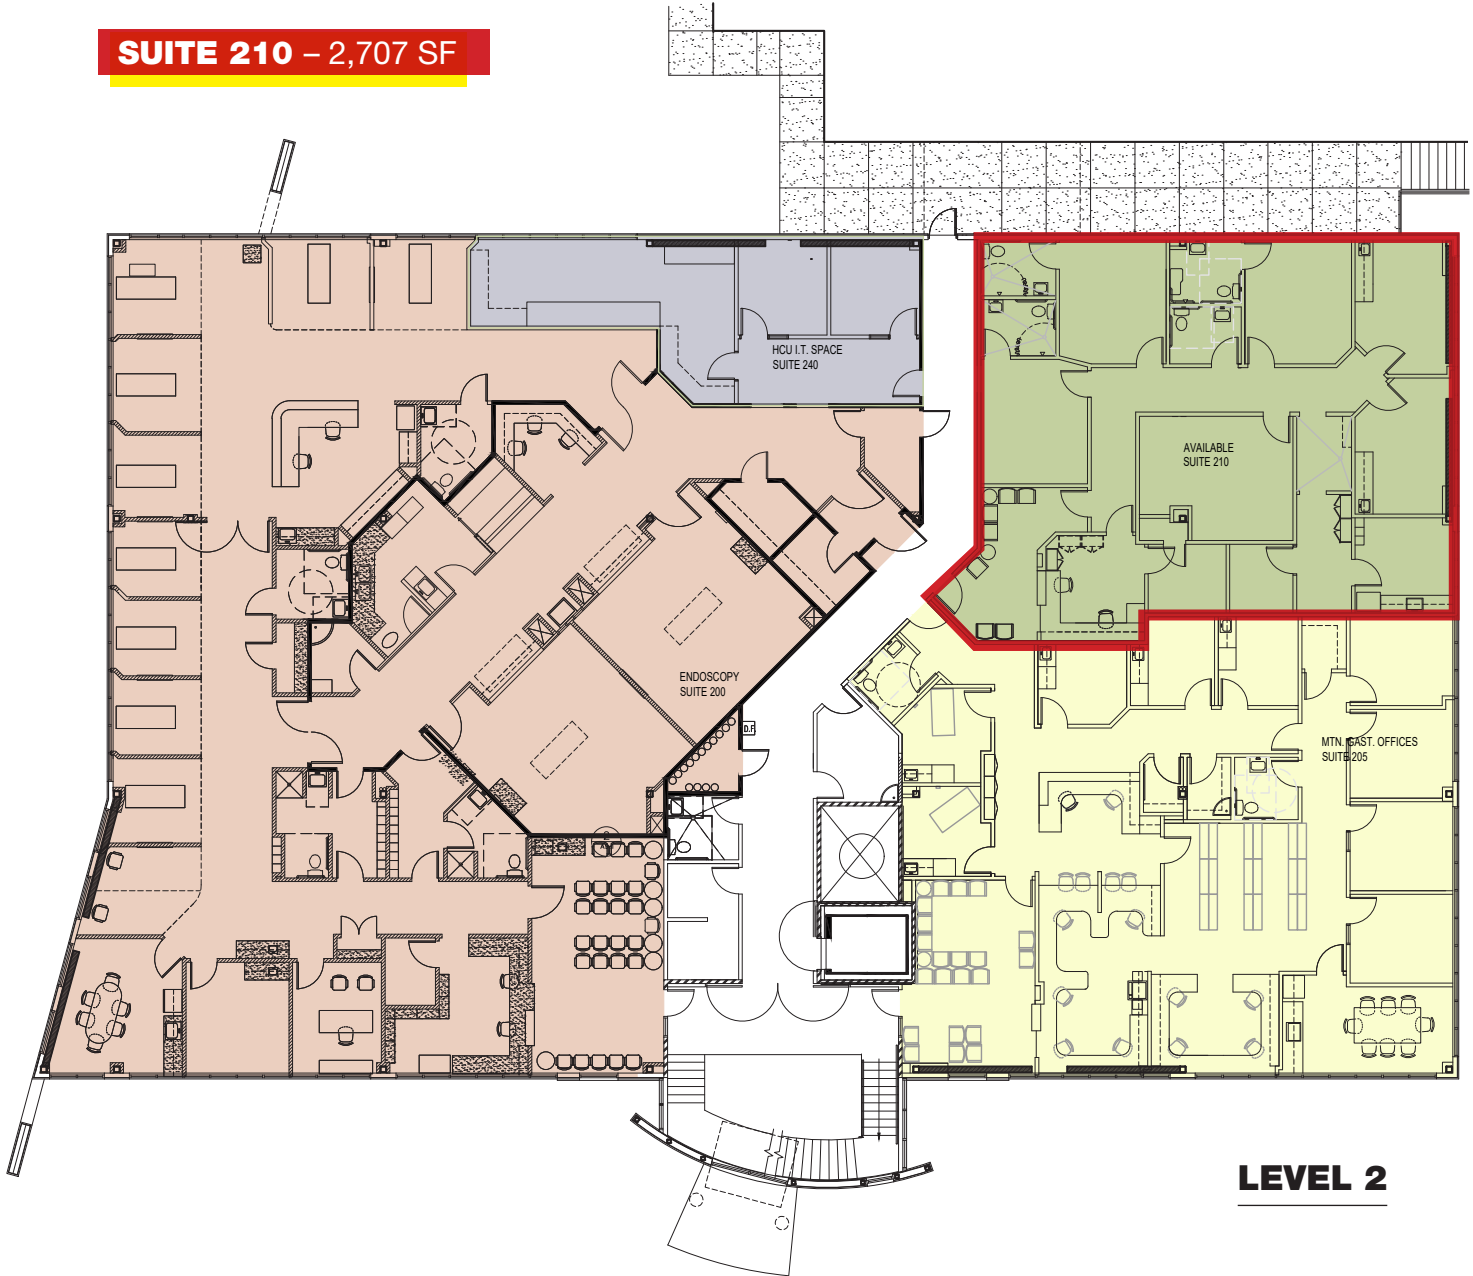 SUITE 210 – 2,707 SF
HCU I.T. SPACE
SUITE 240
AVAILABLE
SUITE 210
ENDOSCOPY
SUITE 200
D.F.
MTN. GAST. OFFICES
SUITE 205
2
LEVEL 2